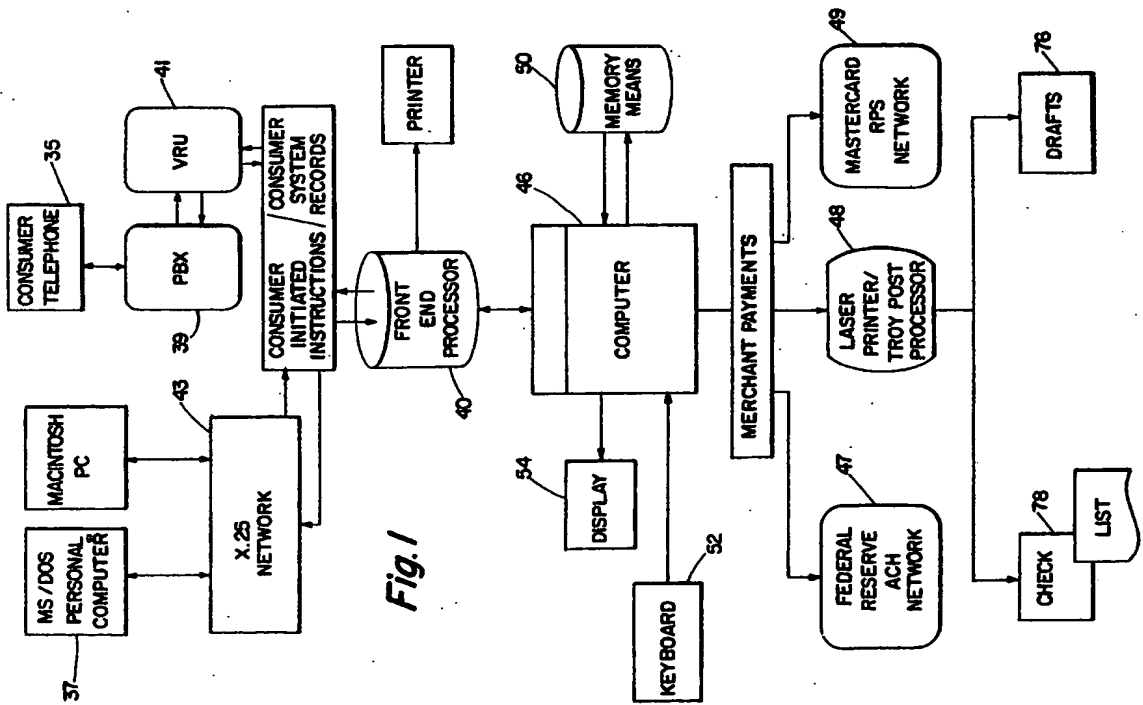 35
CONSUMER
TELEPHONE
41
VRU
PBX
39
MACINTOSH
PC
MS/DOS
PERSONAL
COMPUTER®
37
43
X.25
NETWORK
CONSUMER
INITIATED
INSTRUCTIONS
/
CONSUMER
SYSTEM
RECORDS
PRINTER
FRONT
END
PROCESSOR
40
Fig. 1
50
MEMORY
MEANS
46
COMPUTER
54
DISPLAY
52
KEYBOARD
MERCHANT PAYMENTS
47
FEDERAL
RESERVE
ACH
NETWORK
48
LASER
PRINTER/
TROY POST
PROCESSOR
49
MASTERCARD
RPS
NETWORK
78
CHECK
LIST
76
DRAFTS